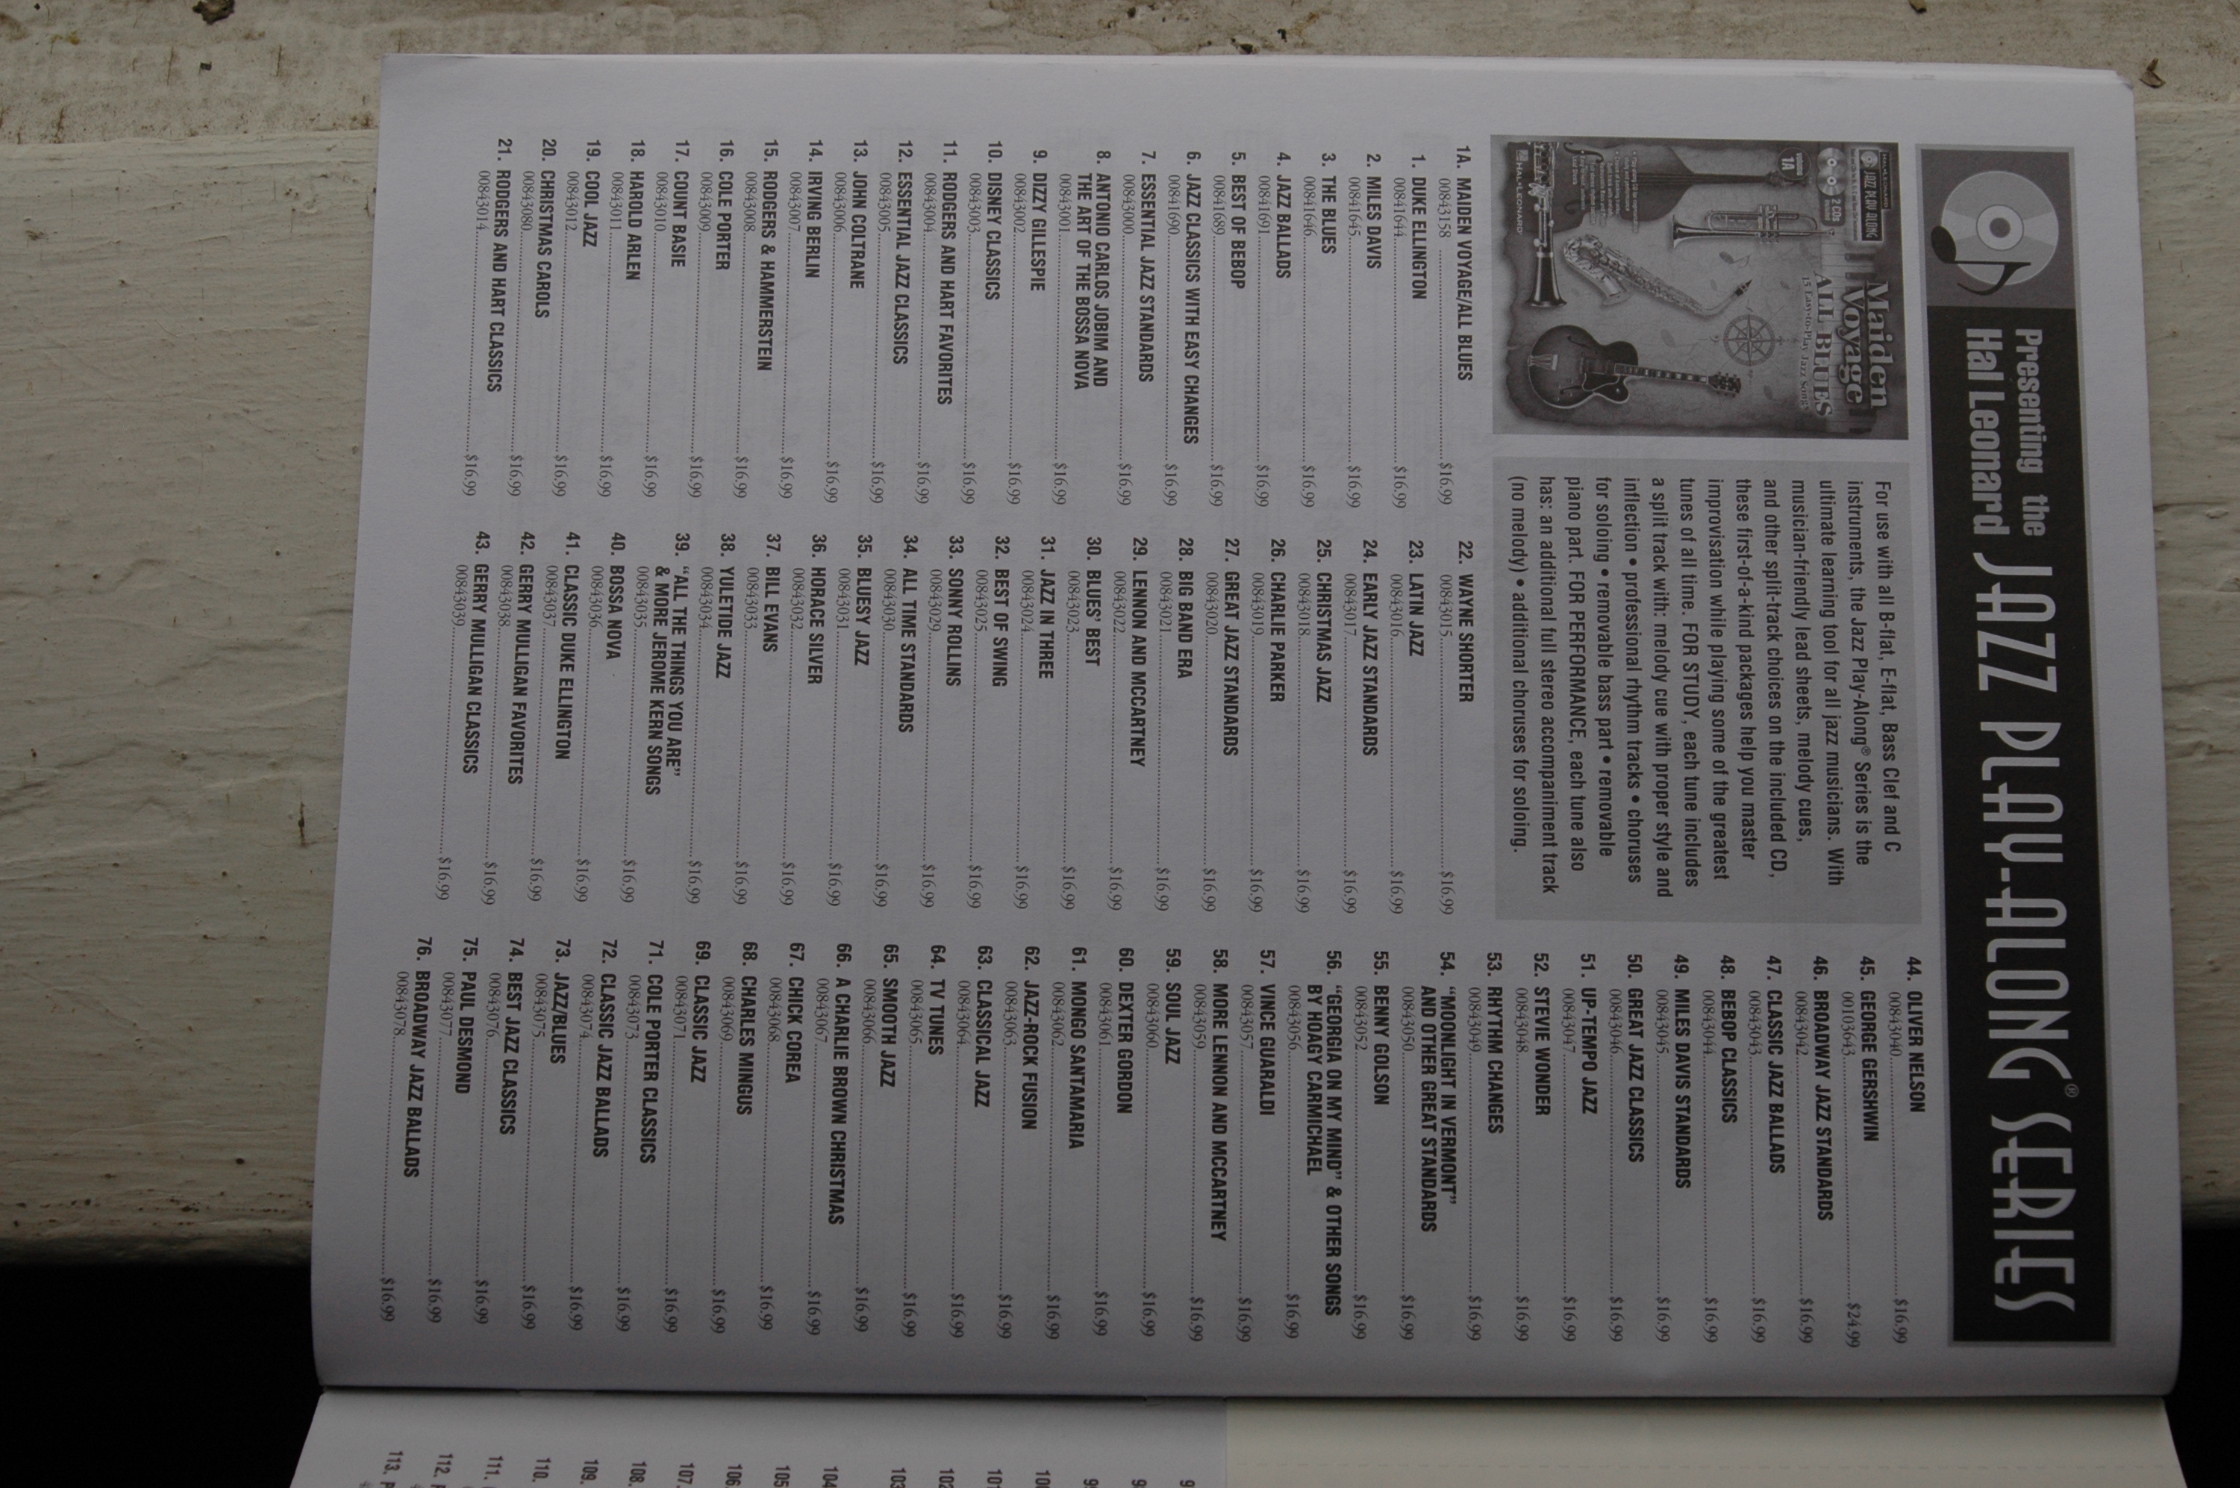 Presenting the
Hal Leonard JAZZ PLAY-ALONG® SERIES
HAL•LEONARD
JAZZ PLAY-ALONG
2 CDs
VOLUME
1A
Maiden
Voyage
ALL BLUES
15 Easy-to-Play Jazz Songs
HAL•LEONARD
For use with all B-flat, E-flat, Bass Clef and C
instruments, the Jazz Play-Along® Series is the
ultimate learning tool for all jazz musicians. With
musician-friendly lead sheets, melody cues,
and other split-track choices on the included CD,
these first-of-a-kind packages help you master
improvisation while playing some of the greatest
tunes of all time. FOR STUDY, each tune includes
a split track with: melody cue with proper style and
inflection • professional rhythm tracks • choruses
for soloing • removable bass part • removable
piano part. FOR PERFORMANCE, each tune also
has: an additional full stereo accompaniment track
(no melody) • additional choruses for soloing.
1A. MAIDEN VOYAGE/ALL BLUES
00843158 $16.99
1. DUKE ELLINGTON
00841644 $16.99
2. MILES DAVIS
00841645 $16.99
3. THE BLUES
00841646 $16.99
4. JAZZ BALLADS
00841691 $16.99
5. BEST OF BEBOP
00841689 $16.99
6. JAZZ CLASSICS WITH EASY CHANGES
00841690 $16.99
7. ESSENTIAL JAZZ STANDARDS
00843000 $16.99
8. ANTONIO CARLOS JOBIM AND
THE ART OF THE BOSSA NOVA
00843001 $16.99
9. DIZZY GILLESPIE
00843002 $16.99
10. DISNEY CLASSICS
00843003 $16.99
11. RODGERS AND HART FAVORITES
00843004 $16.99
12. ESSENTIAL JAZZ CLASSICS
00843005 $16.99
13. JOHN COLTRANE
00843006 $16.99
14. IRVING BERLIN
00843007 $16.99
15. RODGERS & HAMMERSTEIN
00843008 $16.99
16. COLE PORTER
00843009 $16.99
17. COUNT BASIE
00843010 $16.99
18. HAROLD ARLEN
00843011 $16.99
19. COOL JAZZ
00843012 $16.99
20. CHRISTMAS CAROLS
00843080 $16.99
21. RODGERS AND HART CLASSICS
00843014 $16.99
22. WAYNE SHORTER
00843015 $16.99
23. LATIN JAZZ
00843016 $16.99
24. EARLY JAZZ STANDARDS
00843017 $16.99
25. CHRISTMAS JAZZ
00843018 $16.99
26. CHARLIE PARKER
00843019 $16.99
27. GREAT JAZZ STANDARDS
00843020 $16.99
28. BIG BAND ERA
00843021 $16.99
29. LENNON AND MCCARTNEY
00843022 $16.99
30. BLUES' BEST
00843023 $16.99
31. JAZZ IN THREE
00843024 $16.99
32. BEST OF SWING
00843025 $16.99
33. SONNY ROLLINS
00843029 $16.99
34. ALL TIME STANDARDS
00843030 $16.99
35. BLUESY JAZZ
00843031 $16.99
36. HORACE SILVER
00843032 $16.99
37. BILL EVANS
00843033 $16.99
38. YULETIDE JAZZ
00843034 $16.99
39. "ALL THE THINGS YOU ARE"
& MORE JEROME KERN SONGS
00843035 $16.99
40. BOSSA NOVA
00843036 $16.99
41. CLASSIC DUKE ELLINGTON
00843037 $16.99
42. GERRY MULLIGAN FAVORITES
00843038 $16.99
43. GERRY MULLIGAN CLASSICS
00843039 $16.99
44. OLIVER NELSON
00843040 $16.99
45. GEORGE GERSHWIN
00103643 $24.99
46. BROADWAY JAZZ STANDARDS
00843042 $16.99
47. CLASSIC JAZZ BALLADS
00843043 $16.99
48. BEBOP CLASSICS
00843044 $16.99
49. MILES DAVIS STANDARDS
00843045 $16.99
50. GREAT JAZZ CLASSICS
00843046 $16.99
51. UP-TEMPO JAZZ
00843047 $16.99
52. STEVIE WONDER
00843048 $16.99
53. RHYTHM CHANGES
00843049 $16.99
54. "MOONLIGHT IN VERMONT"
AND OTHER GREAT STANDARDS
00843050 $16.99
55. BENNY GOLSON
00843052 $16.99
56. "GEORGIA ON MY MIND" & OTHER SONGS
BY HOAGY CARMICHAEL
00843056 $16.99
57. VINCE GUARALDI
00843057 $16.99
58. MORE LENNON AND MCCARTNEY
00843059 $16.99
59. SOUL JAZZ
00843060 $16.99
60. DEXTER GORDON
00843061 $16.99
61. MONGO SANTAMARIA
00843062 $16.99
62. JAZZ-ROCK FUSION
00843063 $16.99
63. CLASSICAL JAZZ
00843064 $16.99
64. TV TUNES
00843065 $16.99
65. SMOOTH JAZZ
00843066 $16.99
66. A CHARLIE BROWN CHRISTMAS
00843067 $16.99
67. CHICK COREA
00843068 $16.99
68. CHARLES MINGUS
00843069 $16.99
69. CLASSIC JAZZ
00843071 $16.99
71. COLE PORTER CLASSICS
00843073 $16.99
72. CLASSIC JAZZ BALLADS
00843074 $16.99
73. JAZZ/BLUES
00843075 $16.99
74. BEST JAZZ CLASSICS
00843076 $16.99
75. PAUL DESMOND
00843077 $16.99
76. BROADWAY JAZZ BALLADS
00843078 $16.99
103
104
105
106
107.
108.
109.
110.
111.
112.
113.